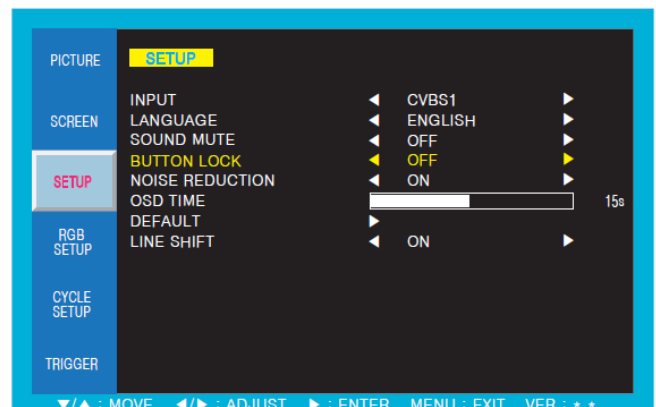 PICTURE
SCREEN
SETUP
RGB
SETUP
CYCLE
SETUP
TRIGGER
SETUP
INPUT ◀ CVBS1 ▶
LANGUAGE ◀ ENGLISH ▶
SOUND MUTE ◀ OFF ▶
BUTTON LOCK ◀ OFF ▶
NOISE REDUCTION ◀ ON ▶
OSD TIME 15s
DEFAULT ▶
LINE SHIFT ◀ ON ▶
▼/▲ : MOVE ◀/▶ : ADJUST ▶ : ENTER MENU : EXIT VER : *.*